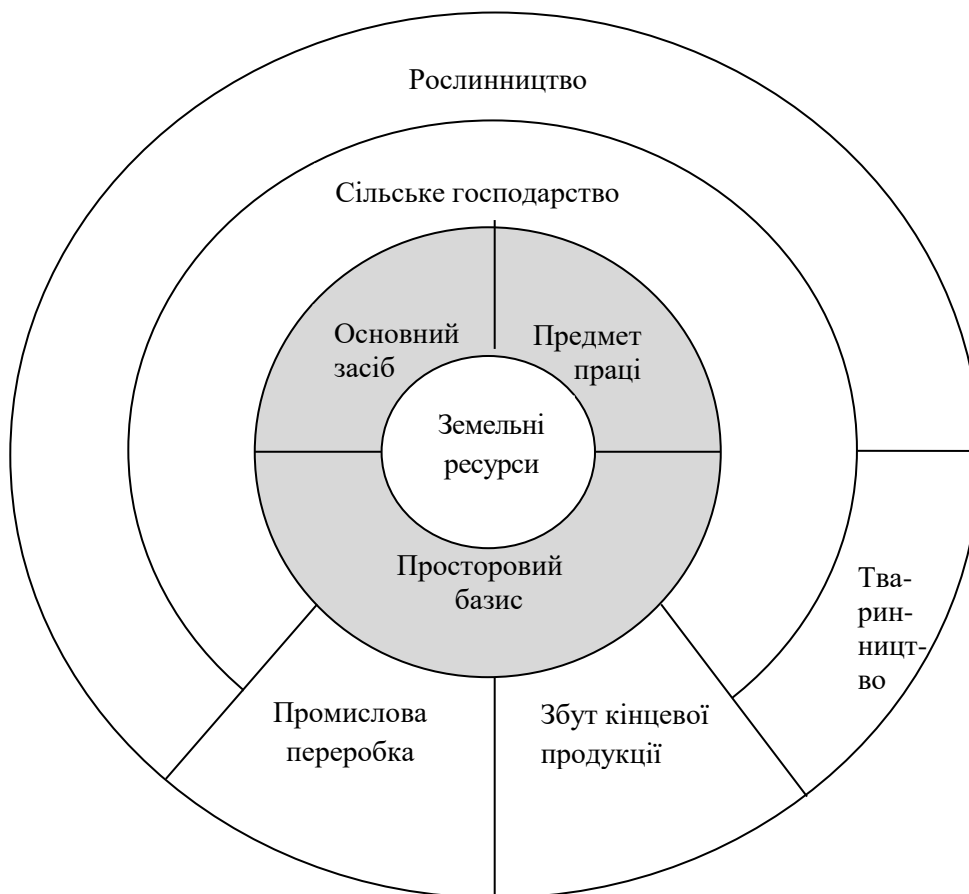 Рослинництво
Сільське господарство
Основний
засіб
Предмет
праці
Земельні
ресурси
Просторовий
базис
Тва-
рин-
ницт-
во
Промислова
переробка
Збут кінцевої
продукції